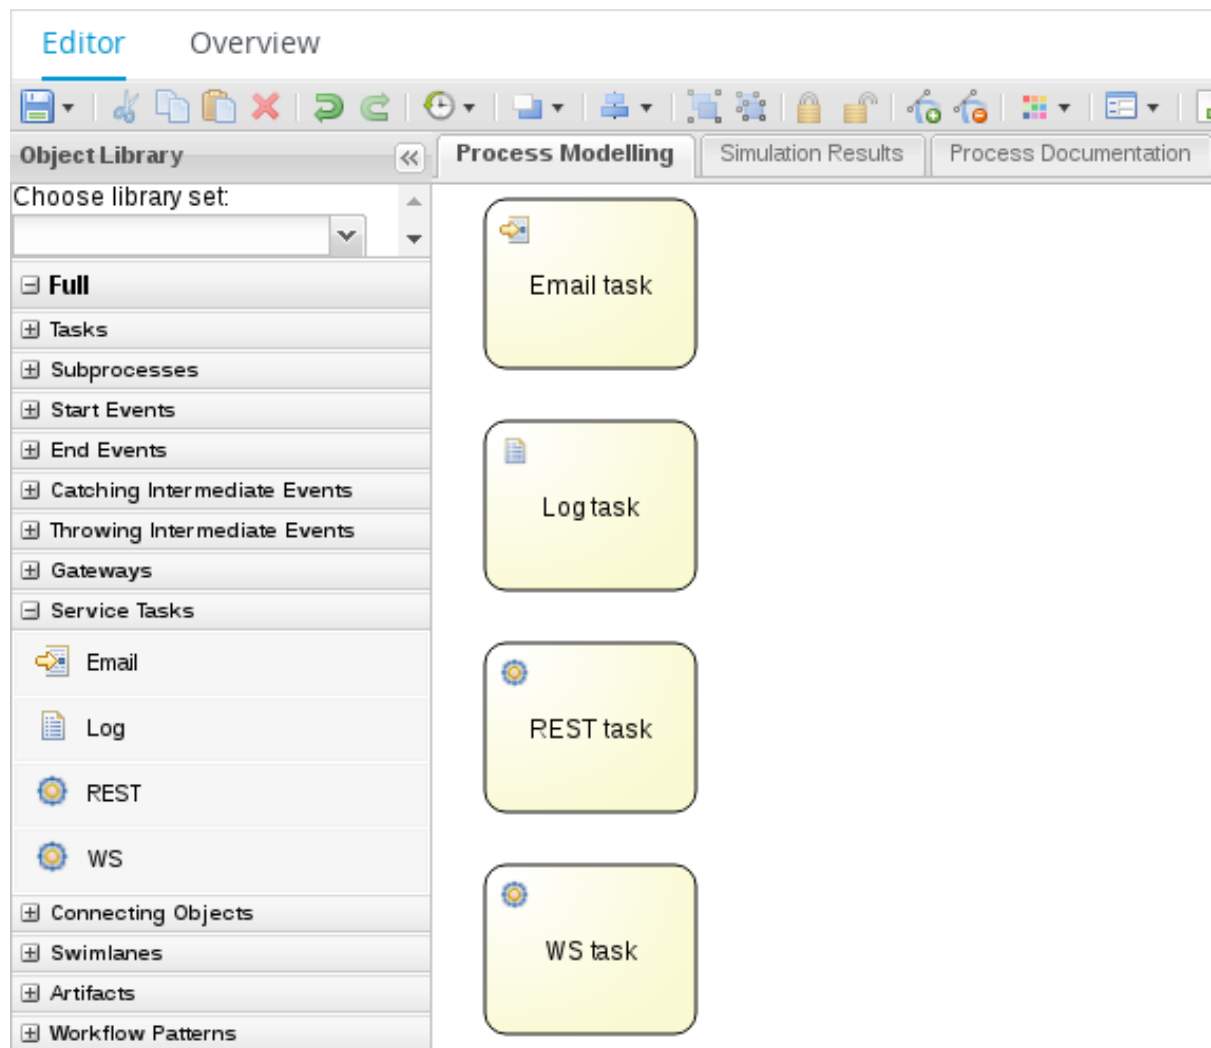 Editor Overview
Object Library
Process Modelling Simulation Results Process Documentation
Choose library set:
Full
Tasks
Subprocesses
Start Events
End Events
Catching Intermediate Events
Throwing Intermediate Events
Gateways
Service Tasks
Email
Log
REST
WS
Connecting Objects
Swimlanes
Artifacts
Workflow Patterns
Email task
Log task
REST task
WS task